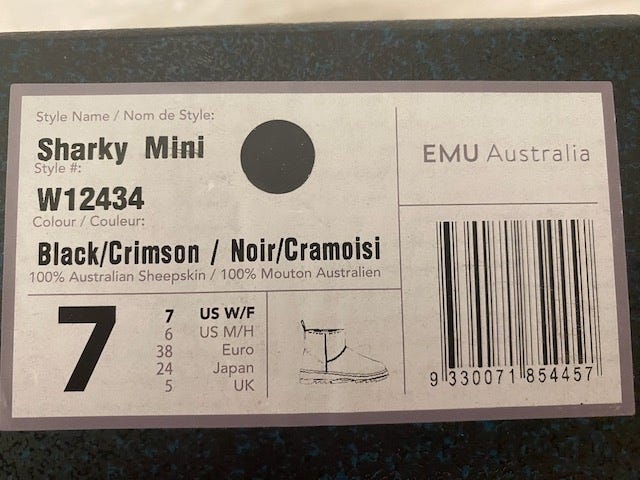 Style Name / Nom de Style:
Sharky Mini
Style #:
W12434
Colour / Couleur:
Black/Crimson / Noir/Cramoisi
100% Australian Sheepskin / 100% Mouton Australien
7
7 US W/F
6 US M/H
38 Euro
24 Japan
5 UK
EMU Australia
9 330071 854457